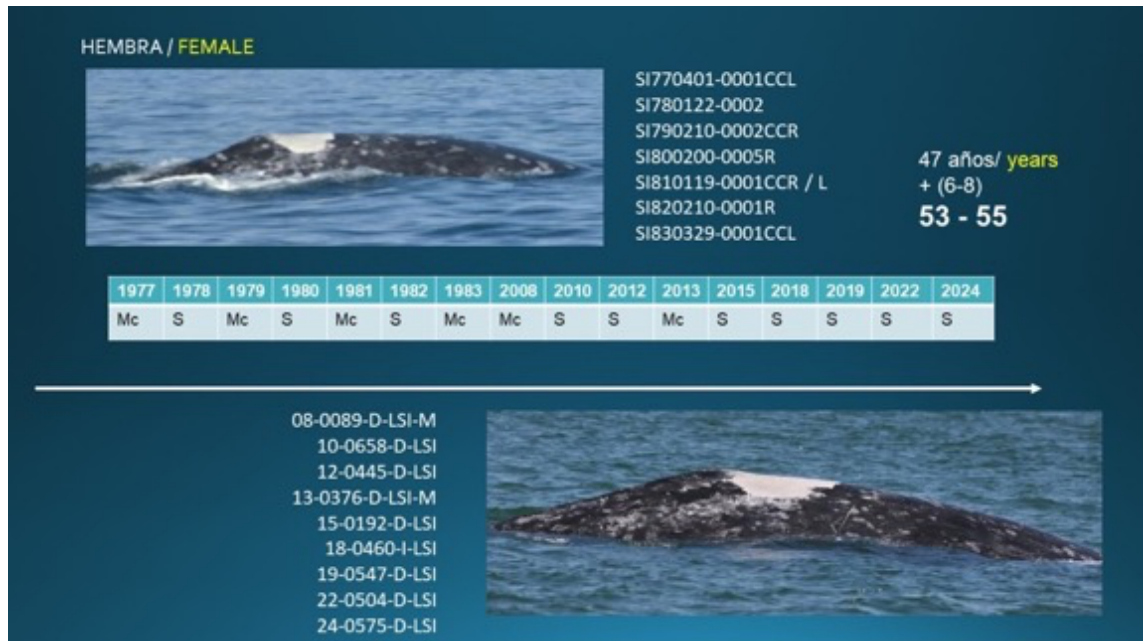 HEMBRA / FEMALE
SI770401-0001CCL
SI780122-0002
SI790210-0002CCR
SI800200-0005R
SI810119-0001CCR / L
SI820210-0001R
SI830329-0001CCL
47 años/ years
+ (6-8)
53 - 55
1977 1978 1979 1980 1981 1982 1983 2008 2010 2012 2013 2015 2018 2019 2022 2024
Mc S Mc S Mc S Mc Mc S S Mc S S S S S
08-0089-D-LSI-M
10-0658-D-LSI
12-0445-D-LSI
13-0376-D-LSI-M
15-0192-D-LSI
18-0460-I-LSI
19-0547-D-LSI
22-0504-D-LSI
24-0575-D-LSI